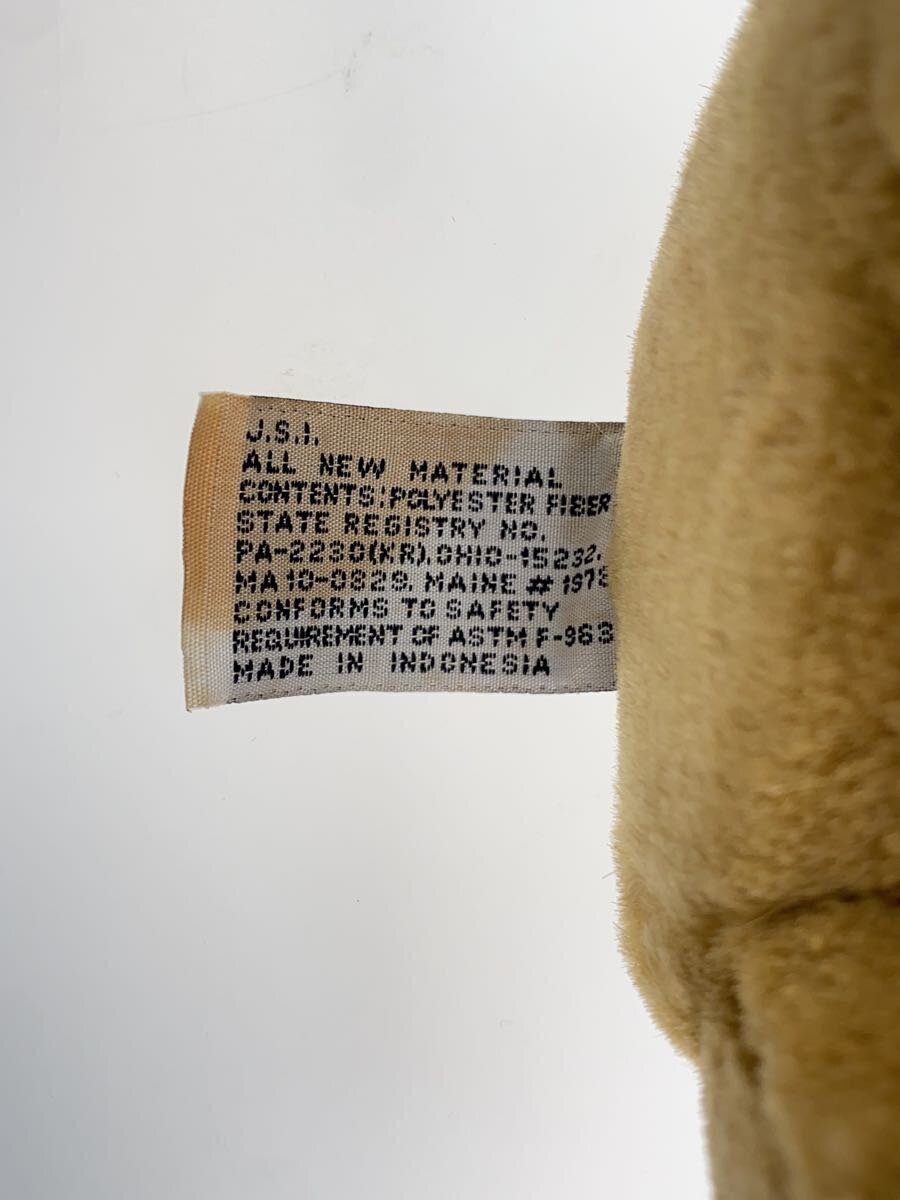 J.S.I.
ALL NEW MATERIAL
CONTENTS:POLYESTER FIBER
STATE REGISTRY NO.
PA-2230(KR).OHIO-15232.
MA10-0829. MAINE # 1978
CONFORMS TO SAFETY
REQUIREMENT OF ASTM F-963
MADE IN INDONESIA